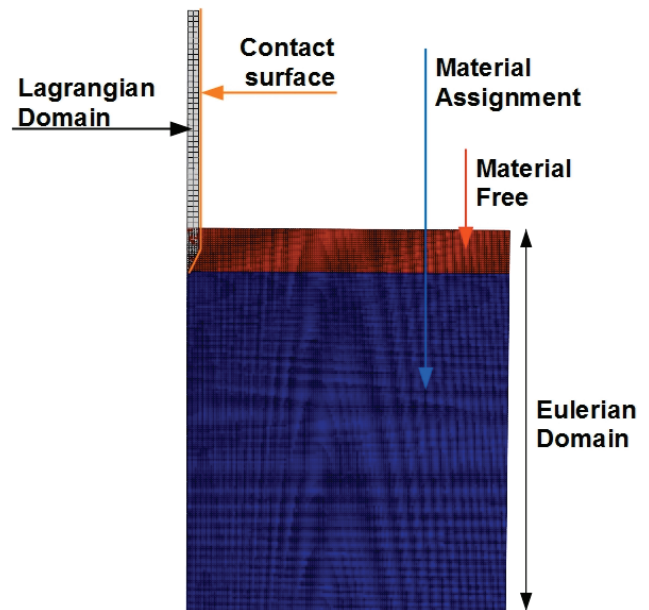 Contact
surface
Lagrangian
Domain
Material
Assignment
Material
Free
Eulerian
Domain